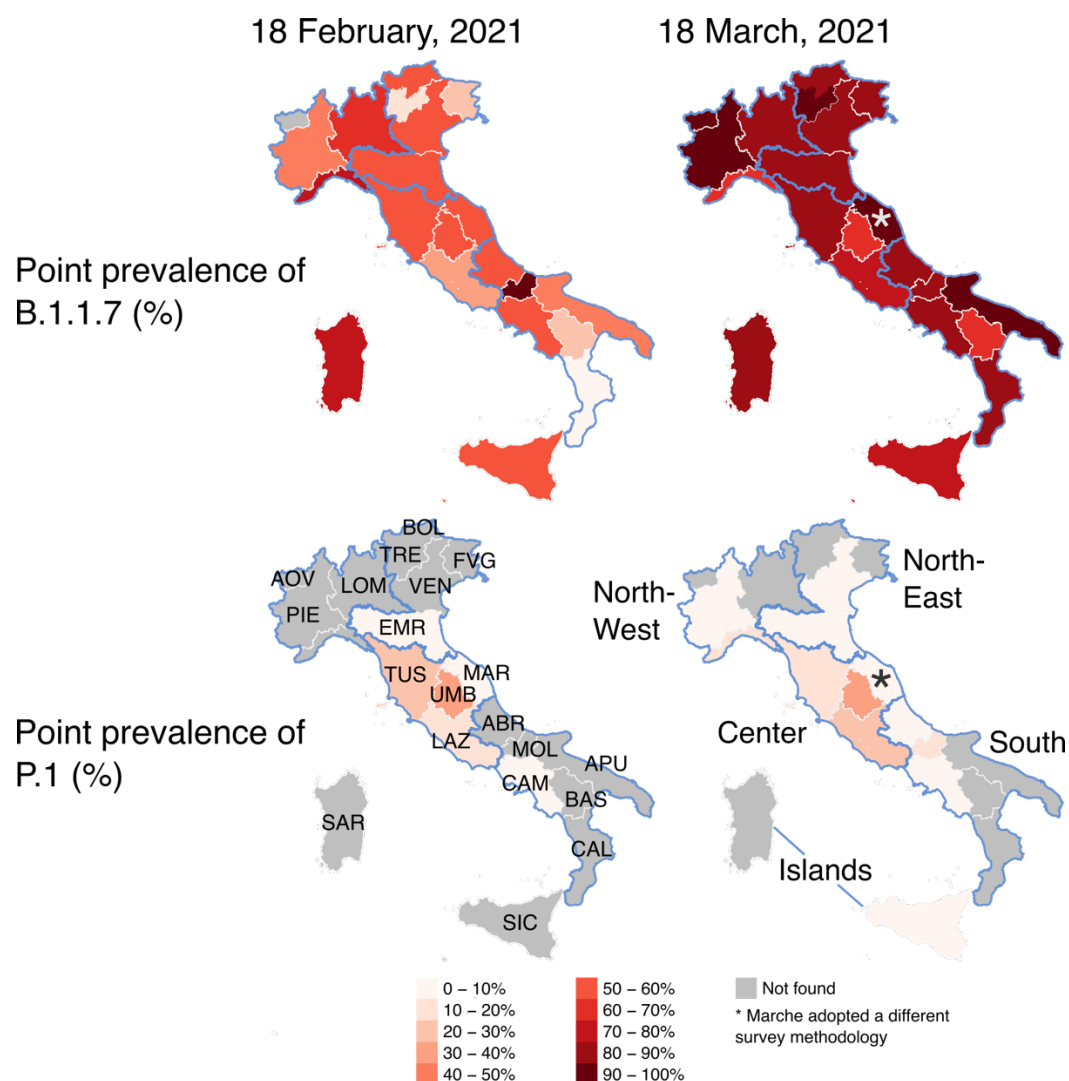 18 February, 2021
18 March, 2021
*
Point prevalence of
B.1.1.7 (%)
BOL
TRE
FVG
AOV
LOM
VEN
PIE
EMR
TUS
MAR
UMB
ABR
LAZ
MOL
APU
CAM
BAS
SAR
CAL
SIC
North-
East
North-
West
*
Center
South
Islands
Point prevalence of
P.1 (%)
0 – 10%
10 – 20%
20 – 30%
30 – 40%
40 – 50%
50 – 60%
60 – 70%
70 – 80%
80 – 90%
90 – 100%
Not found
* Marche adopted a different
survey methodology